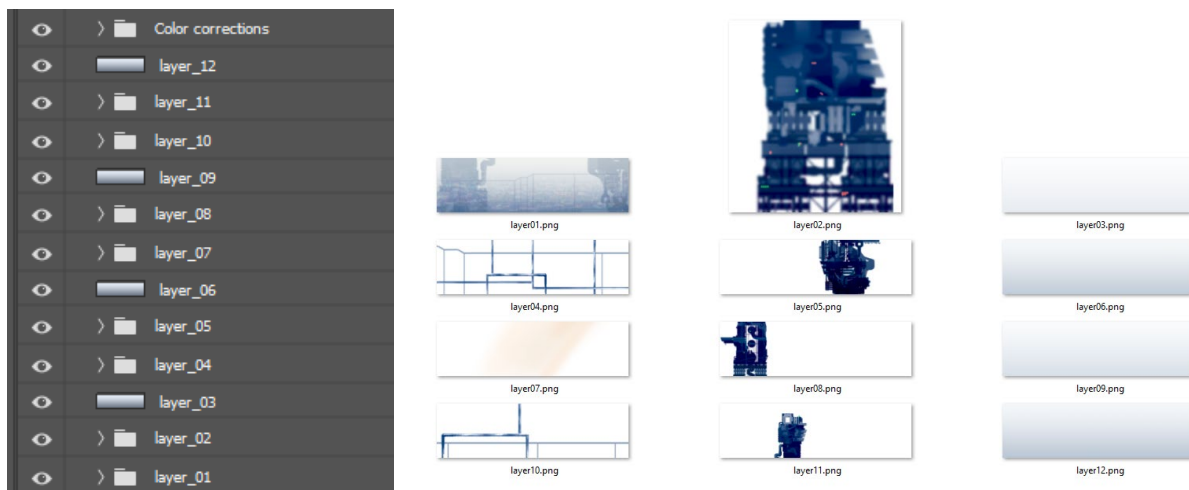 Color corrections
layer_12
layer_11
layer_10
layer_09
layer_08
layer_07
layer_06
layer_05
layer_04
layer_03
layer_02
layer_01
layer01.png
layer02.png
layer03.png
layer04.png
layer05.png
layer06.png
layer07.png
layer08.png
layer09.png
layer10.png
layer11.png
layer12.png